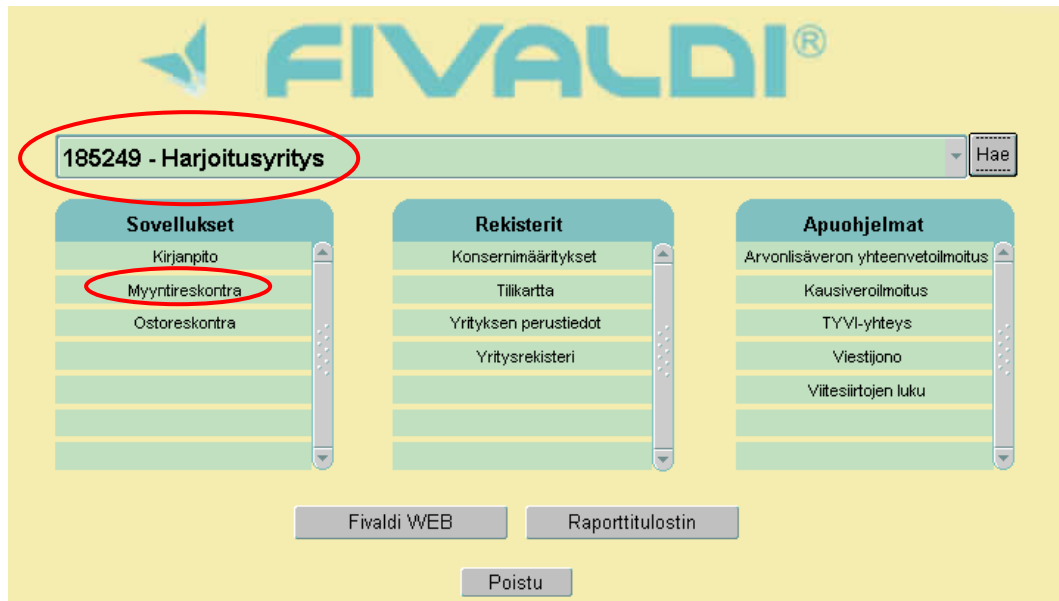 FIVALDI®
185249 - Harjoitusyritys
Hae
Sovellukset
Kirjanpito
Myyntireskontra
Ostoreskontra
Rekisterit
Konsernimääritykset
Tilikartta
Yrityksen perustiedot
Yritysrekisteri
Apuohjelmat
Arvonlisäveron yhteenvetoilmoitus
Kausiveroilmoitus
TYVI-yhteys
Viestijono
Viitesiirtojen luku
Fivaldi WEB
Raporttitulostin
Poistu